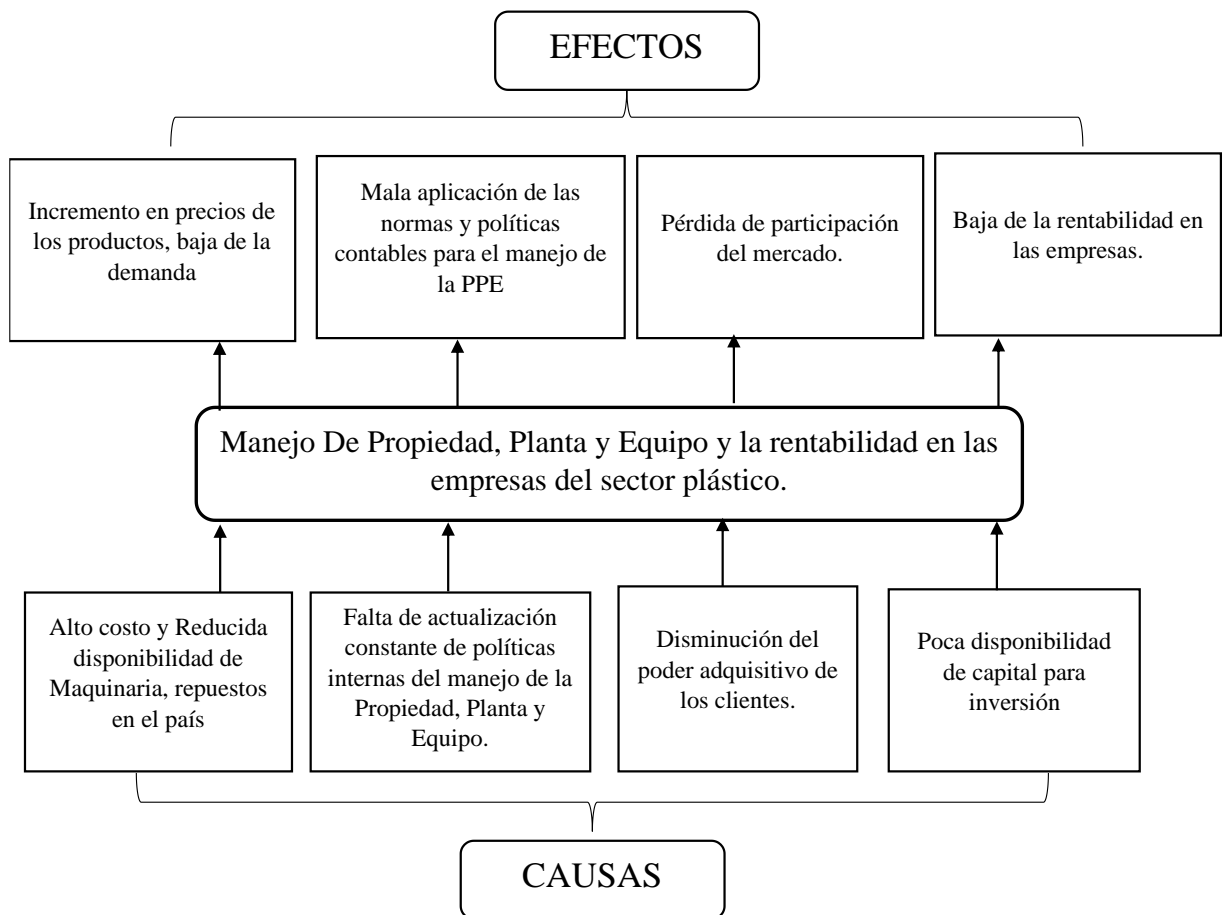 EFECTOS
Incremento en precios de
los productos, baja de la
demanda
Mala aplicación de las
normas y políticas
contables para el manejo de
la PPE
Pérdida de participación
del mercado.
Baja de la rentabilidad en
las empresas.
Manejo De Propiedad, Planta y Equipo y la rentabilidad en las
empresas del sector plástico.
Alto costo y Reducida
disponibilidad de
Maquinaria, repuestos
en el país
Falta de actualización
constante de políticas
internas del manejo de la
Propiedad, Planta y
Equipo.
Disminución del
poder adquisitivo de
los clientes.
Poca disponibilidad
de capital para
inversión
CAUSAS